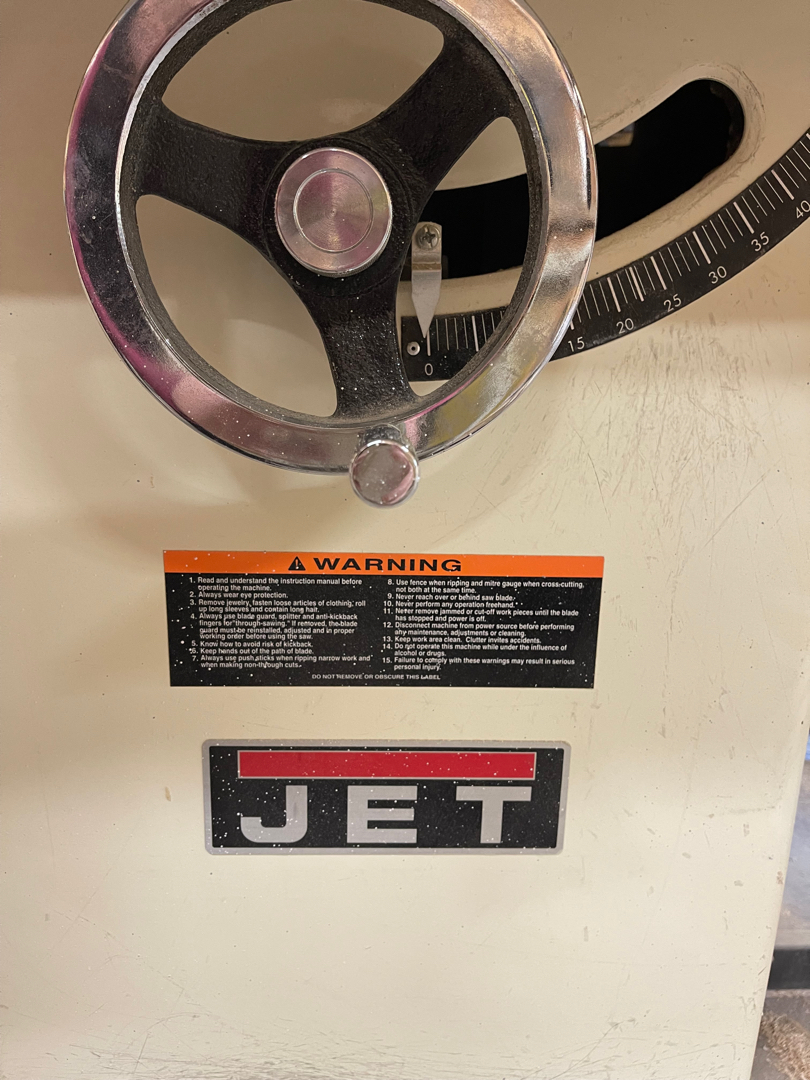 40
35
30
25
20
15
0
WARNING
1. Read and understand the instruction manual before
operating the machine.
2. Always wear eye protection.
3. Remove jewelry, fasten loose articles of clothing, roll
up long sleeves and contain long hair.
4. Always use blade guard, splitter and anti-kickback
fingers for "through-sawing." If removed, the blade
guard must be reinstalled, adjusted and in proper
working order before using the saw.
5. Know how to avoid risk of kickback.
6. Keep hands out of the path of blade.
7. Always use push sticks when ripping narrow work and
when making non-through cuts.
8. Use fence when ripping and mitre gauge when cross-cutting,
not both at the same time.
9. Never reach over or behind saw blade.
10. Never perform any operation freehand.
11. Never remove jammed or cut-off work pieces until the blade
has stopped and power is off.
12. Disconnect machine from power source before performing
any maintenance, adjustments or cleaning.
13. Keep work area clean. Clutter invites accidents.
14. Do not operate this machine while under the influence of
alcohol or drugs.
15. Failure to comply with these warnings may result in serious
personal injury.
DO NOT REMOVE OR OBSCURE THIS LABEL
JET